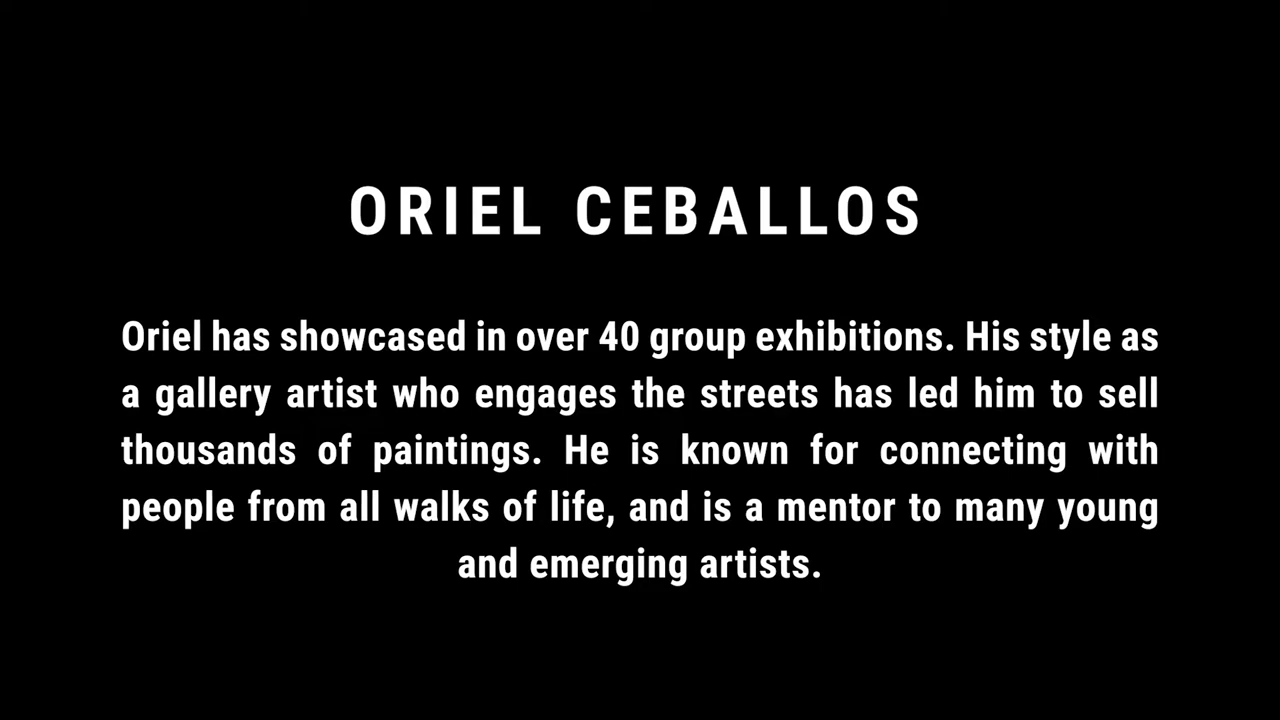 ORIEL CEBALLOS
Oriel has showcased in over 40 group exhibitions. His style as
a gallery artist who engages the streets has led him to sell
thousands of paintings. He is known for connecting with
people from all walks of life, and is a mentor to many young
and emerging artists.